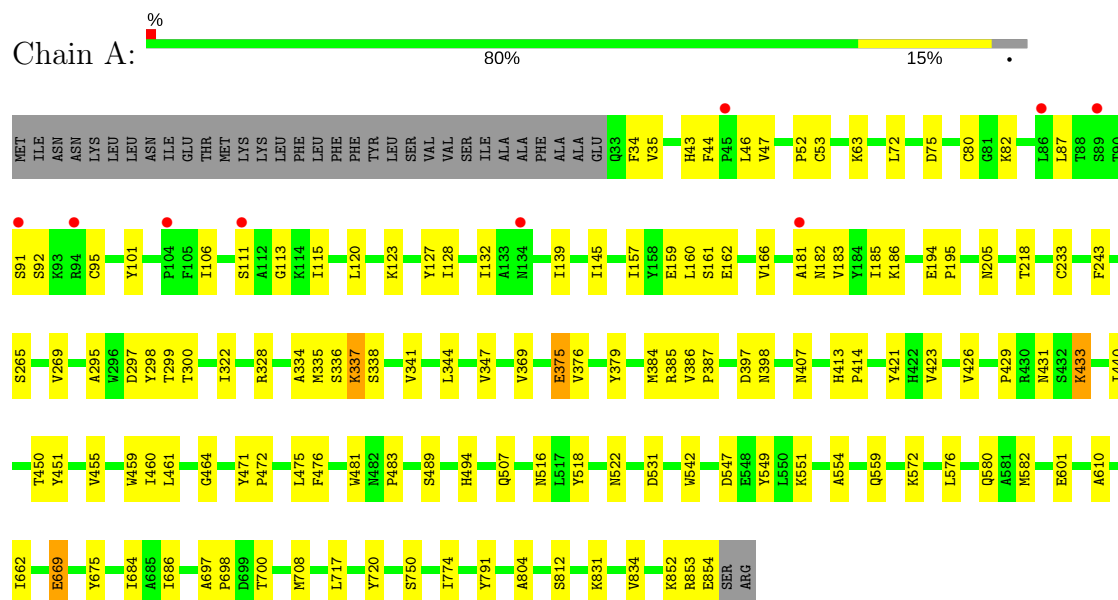 %
Chain A:
80% 15% •
MET ILE ASN ASN LYS LEU LEU ASN ILE GLU THR MET LYS LYS LEU PHE LEU PHE PHE TYR LEU SER VAL VAL SER ILE ALA ALA PHE ALA ALA GLU Q33 F34 V35 H43 F44 P45 L46 V47 P52 C53 K63 L72 D75 C80 G81 K82 L86 L87 T88 S89 T90
S91 S92 K93 R94 C95 Y101 P104 F105 I106 S111 A112 G113 K114 I115 L120 K123 Y127 I128 I132 A133 N134 I139 I145 I157 Y158 E159 L160 S161 E162 V166 A181 N182 V183 Y184 I185 K186 E194 P195 N205 T218 C233 F243
S265 V269 A295 W296 D297 Y298 T299 T300 I322 R328 A334 M335 S336 K337 S338 V341 L344 V347 V369 E375 V376 Y379 M384 R385 V386 P387 D397 N398 N407 H413 P414 Y421 H422 V423 V426 P429 R430 N431 S432 K433 I440
T450 Y451 V455 W459 I460 L461 G464 Y471 P472 L475 F476 W481 N482 P483 S489 H494 Q507 N516 L517 Y518 N522 D531 W542 D547 E548 Y549 L550 K551 A554 Q559 K572 L576 Q580 A581 M582 E601 A610
I662 E669 Y675 I684 A685 I686 A697 P698 D699 T700 M708 L717 Y720 S750 I774 Y791 A804 S812 K831 V834 K852 R853 E854 SER ARG